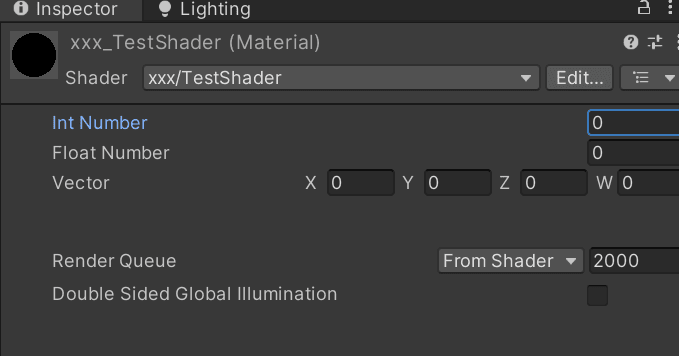 Inspector Lighting
xxx_TestShader (Material)
Shader xxx/TestShader Edit...
Int Number 0
Float Number 0
Vector X 0 Y 0 Z 0 W 0
Render Queue From Shader 2000
Double Sided Global Illumination